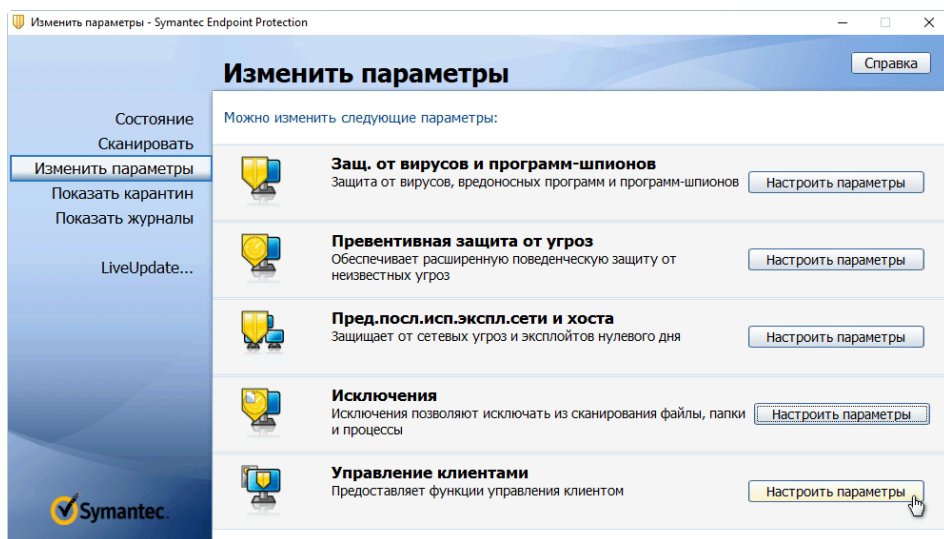 Изменить параметры - Symantec Endpoint Protection
Изменить параметры
Справка
Состояние
Сканировать
Изменить параметры
Показать карантин
Показать журналы
LiveUpdate...
Можно изменить следующие параметры:
Защ. от вирусов и программ-шпионов
Защита от вирусов, вредоносных программ и программ-шпионов
Настроить параметры
Превентивная защита от угроз
Обеспечивает расширенную поведенческую защиту от
неизвестных угроз
Настроить параметры
Пред.посл.исп.экспл.сети и хоста
Защищает от сетевых угроз и эксплойтов нулевого дня
Настроить параметры
Исключения
Исключения позволяют исключать из сканирования файлы, папки
и процессы
Настроить параметры
Управление клиентами
Предоставляет функции управления клиентом
Настроить параметры
Symantec.